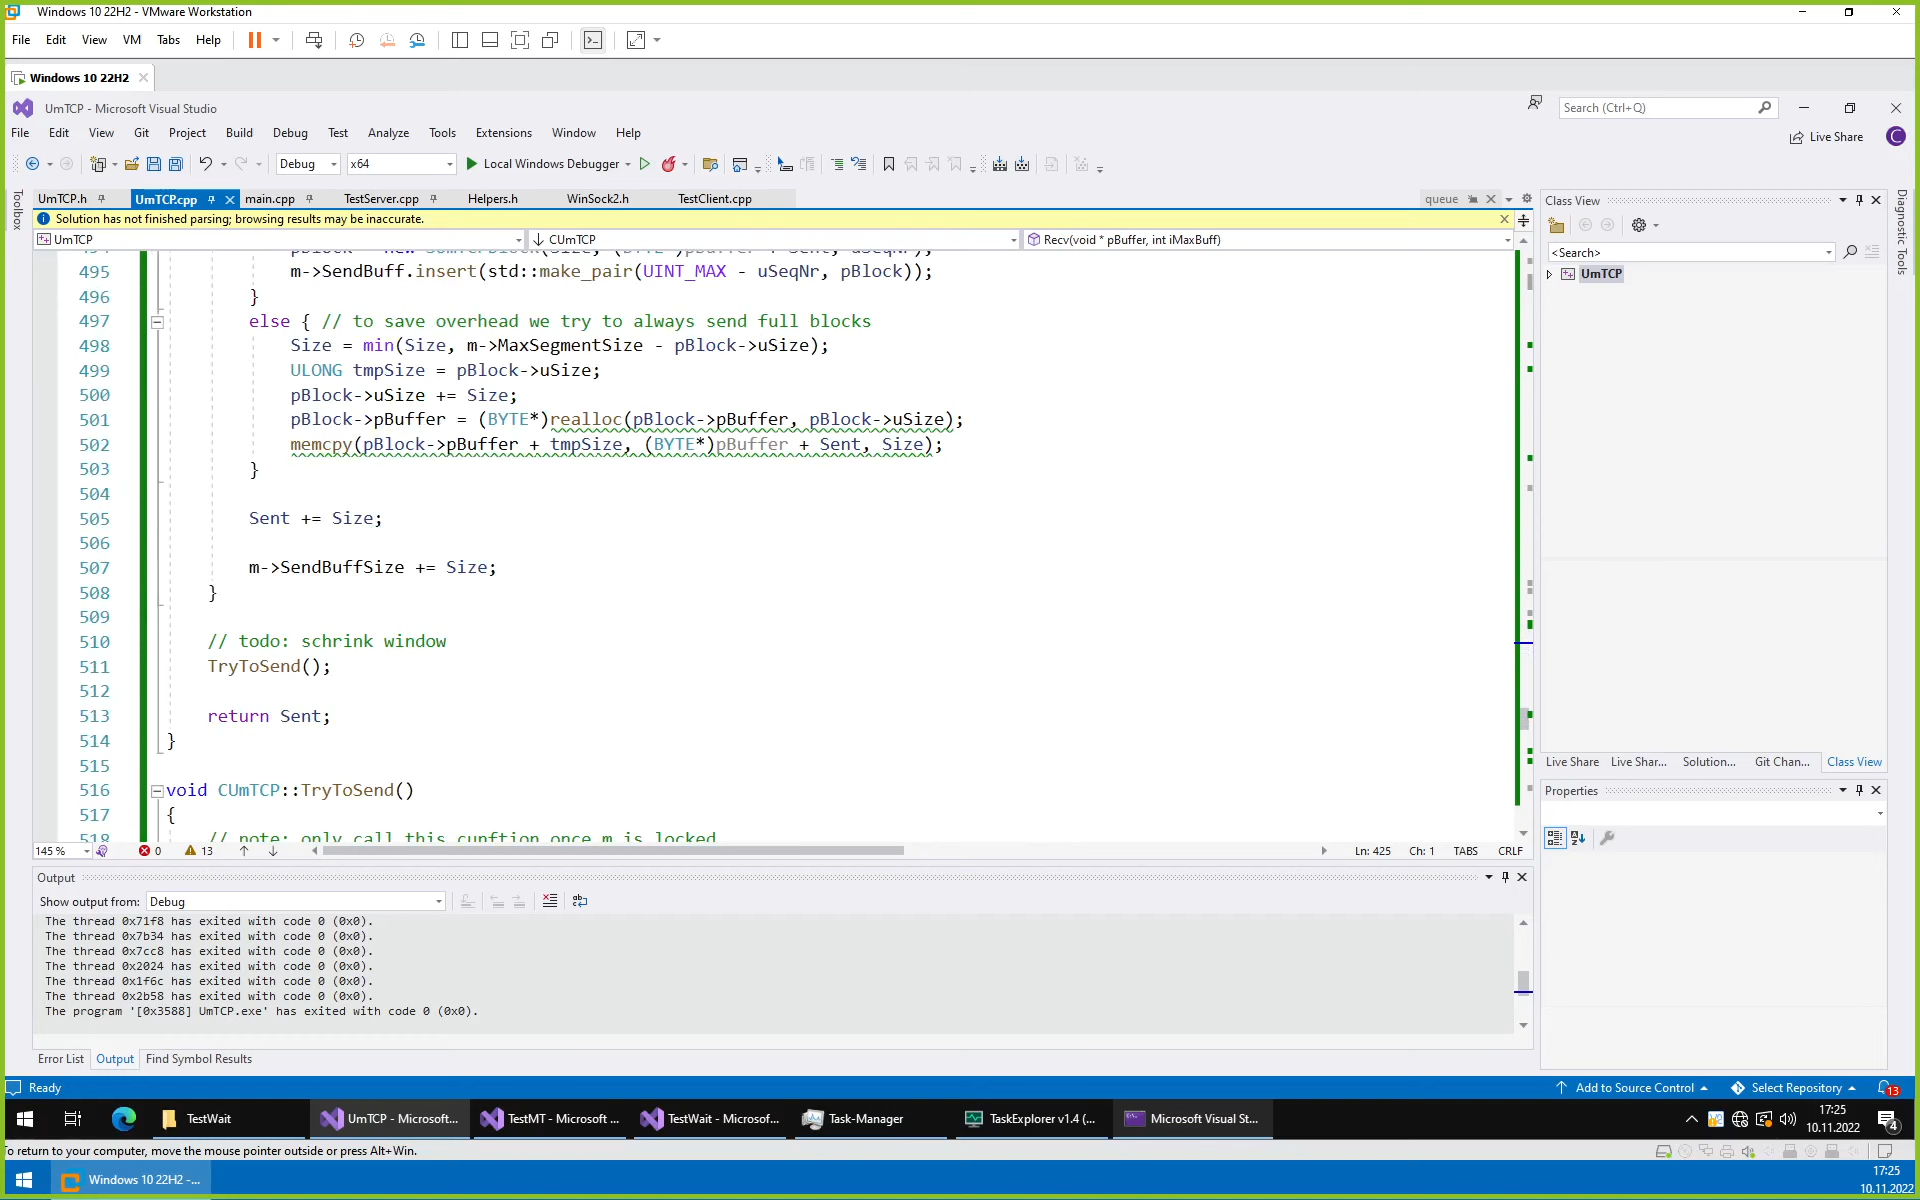 Windows 10 22H2 - VMware Workstation
File Edit View VM Tabs Help
Windows 10 22H2
UmTCP - Microsoft Visual Studio
Search (Ctrl+Q)
File Edit View Git Project Build Debug Test Analyze Tools Extensions Window Help
Live Share
C
Debug x64 Local Windows Debugger
Toolbox
UmTCP.h UmTCP.cpp main.cpp TestServer.cpp Helpers.h WinSock2.h TestClient.cpp queue
Solution has not finished parsing; browsing results may be inaccurate.
UmTCP CUmTCP Recv(void * pBuffer, int iMaxBuff)
495 m->SendBuff.insert(std::make_pair(UINT_MAX - uSeqNr, pBlock));
496 }
497 else { // to save overhead we try to always send full blocks
498 Size = min(Size, m->MaxSegmentSize - pBlock->uSize);
499 ULONG tmpSize = pBlock->uSize;
500 pBlock->uSize += Size;
501 pBlock->pBuffer = (BYTE*)realloc(pBlock->pBuffer, pBlock->uSize);
502 memcpy(pBlock->pBuffer + tmpSize, (BYTE*)pBuffer + Sent, Size);
503 }
504
505 Sent += Size;
506
507 m->SendBuffSize += Size;
508 }
509
510 // todo: schrink window
511 TryToSend();
512
513 return Sent;
514 }
515
516 void CUmTCP::TryToSend()
517 {
518 // note: only call this cunftion once m is locked
145 % 0 13 Ln: 425 Ch: 1 TABS CRLF
Output
Show output from: Debug
The thread 0x71f8 has exited with code 0 (0x0).
The thread 0x7b34 has exited with code 0 (0x0).
The thread 0x7cc8 has exited with code 0 (0x0).
The thread 0x2024 has exited with code 0 (0x0).
The thread 0x1f6c has exited with code 0 (0x0).
The thread 0x2b58 has exited with code 0 (0x0).
The program '[0x3588] UmTCP.exe' has exited with code 0 (0x0).
Error List Output Find Symbol Results
Class View
<Search>
UmTCP
Live Share Live Shar... Solution... Git Chan... Class View
Properties
Diagnostic Tools
Ready Add to Source Control Select Repository 13
TestWait UmTCP - Microsoft... TestMT - Microsoft ... TestWait - Microsof... Task-Manager TaskExplorer v1.4 (... Microsoft Visual St...
17:25
10.11.2022
4
To return to your computer, move the mouse pointer outside or press Alt+Win.
Windows 10 22H2 -...
17:25
10.11.2022